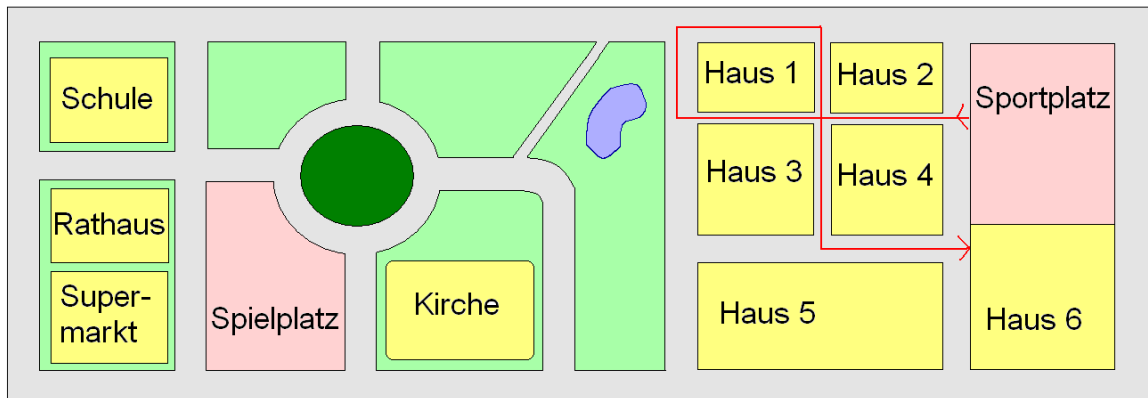 Schule
Haus 1
Haus 2
Sportplatz
Haus 3
Haus 4
Rathaus
Super-
markt
Spielplatz
Kirche
Haus 5
Haus 6